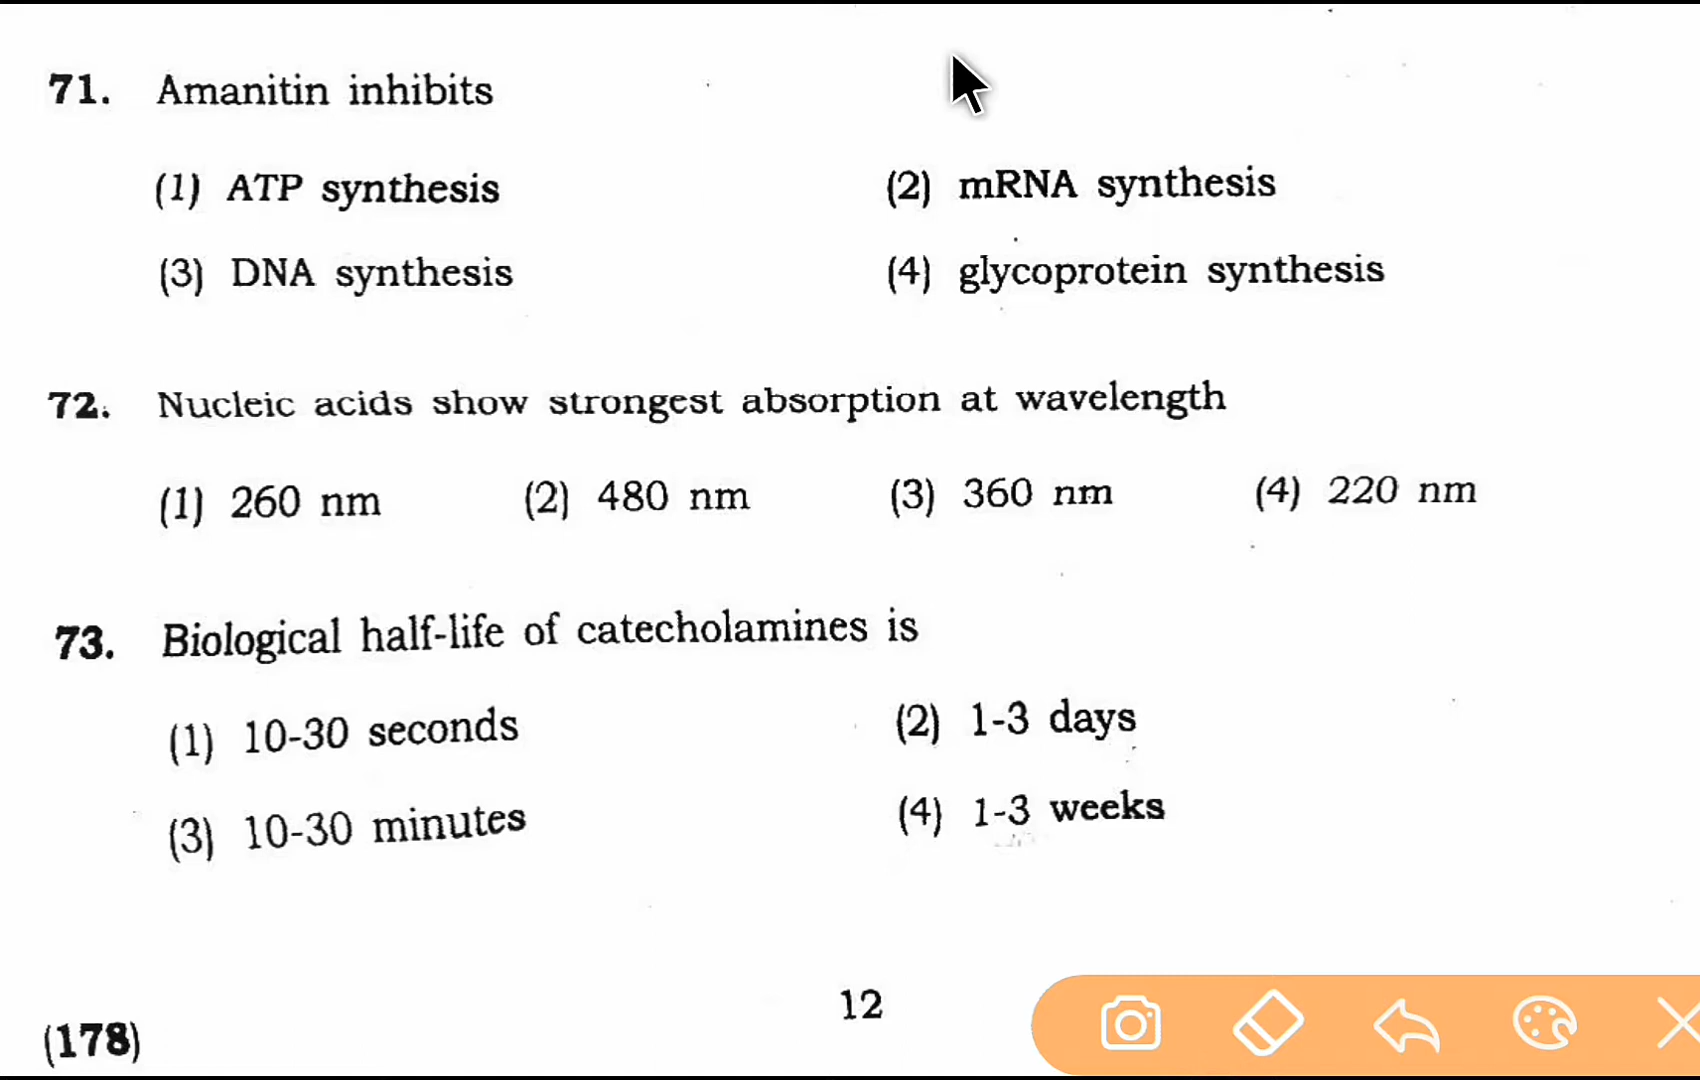 71. Amanitin inhibits
(1) ATP synthesis (2) mRNA synthesis
(3) DNA synthesis (4) glycoprotein synthesis
72. Nucleic acids show strongest absorption at wavelength
(1) 260 nm (2) 480 nm (3) 360 nm (4) 220 nm
73. Biological half-life of catecholamines is
(1) 10-30 seconds (2) 1-3 days
(3) 10-30 minutes (4) 1-3 weeks
12
(178)